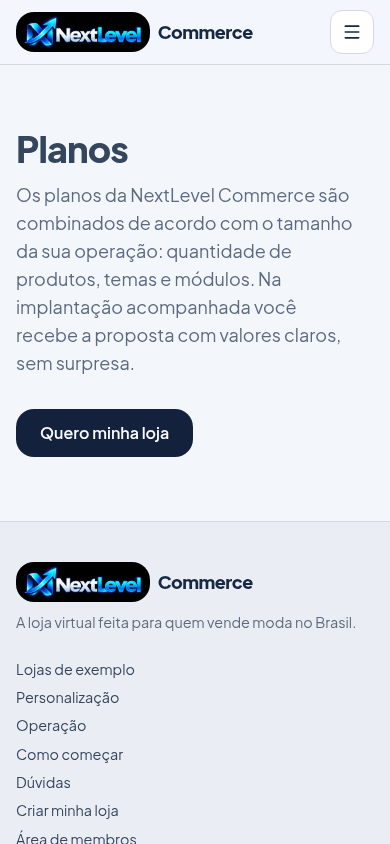 NextLevel Commerce
Planos
Os planos da NextLevel Commerce são
combinados de acordo com o tamanho
da sua operação: quantidade de
produtos, temas e módulos. Na
implantação acompanhada você
recebe a proposta com valores claros,
sem surpresa.
Quero minha loja
NextLevel Commerce
A loja virtual feita para quem vende moda no Brasil.
Lojas de exemplo
Personalização
Operação
Como começar
Dúvidas
Criar minha loja
Área de membros